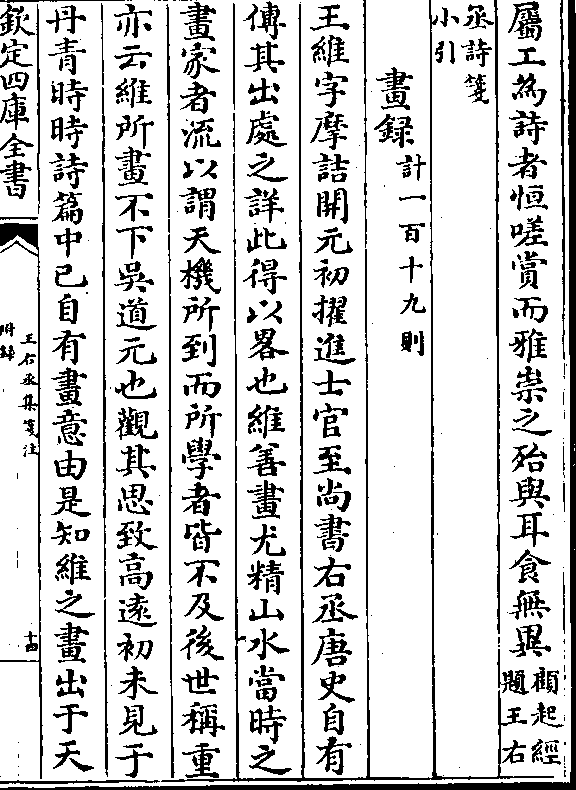 屬工為詩者恒嗟賞而雅崇之殆與耳食無異顧起經題王右
丞詩箋小引
畫録計一百十九則
王維字摩詰開元初擢進士官至尚書右丞唐史自有
傳其出處之詳此得以畧也維善畫尤精山水當時之
畫家者流以謂天機所到而所學者皆不及後世稱重
亦云維所畫不下吳道元也觀其思致高逺初未見于
丹青時時詩篇中已自有畫意由是知維之畫出于天
欽定四庫全書
王右丞集箋注
附録
十四